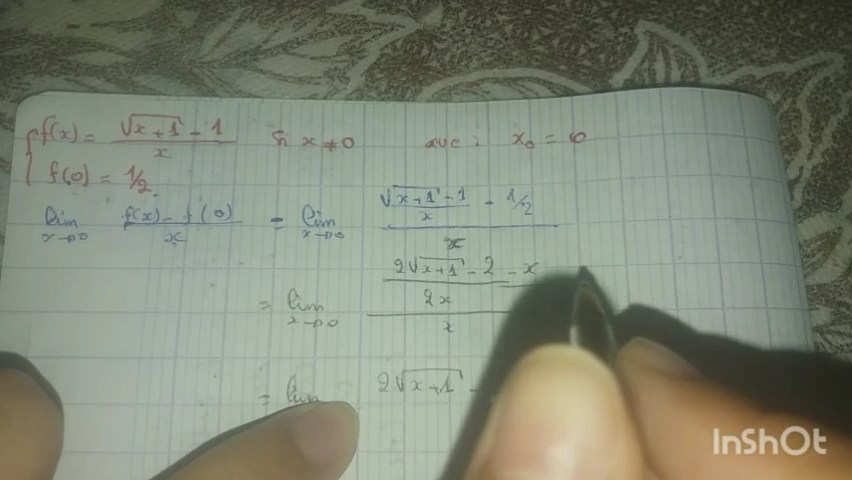 f(x) = (√(x+1) - 1)/x si x ≠ 0 avec : x₀ = 0
f(0) = 1/2
lim x→0 (f(x) - f(0))/x = lim x→0 ((√(x+1) - 1)/x - 1/2)/x
= lim x→0 ((2√(x+1) - 2 - x)/2x)/x
= lim 2√(x+1) -
InShOt